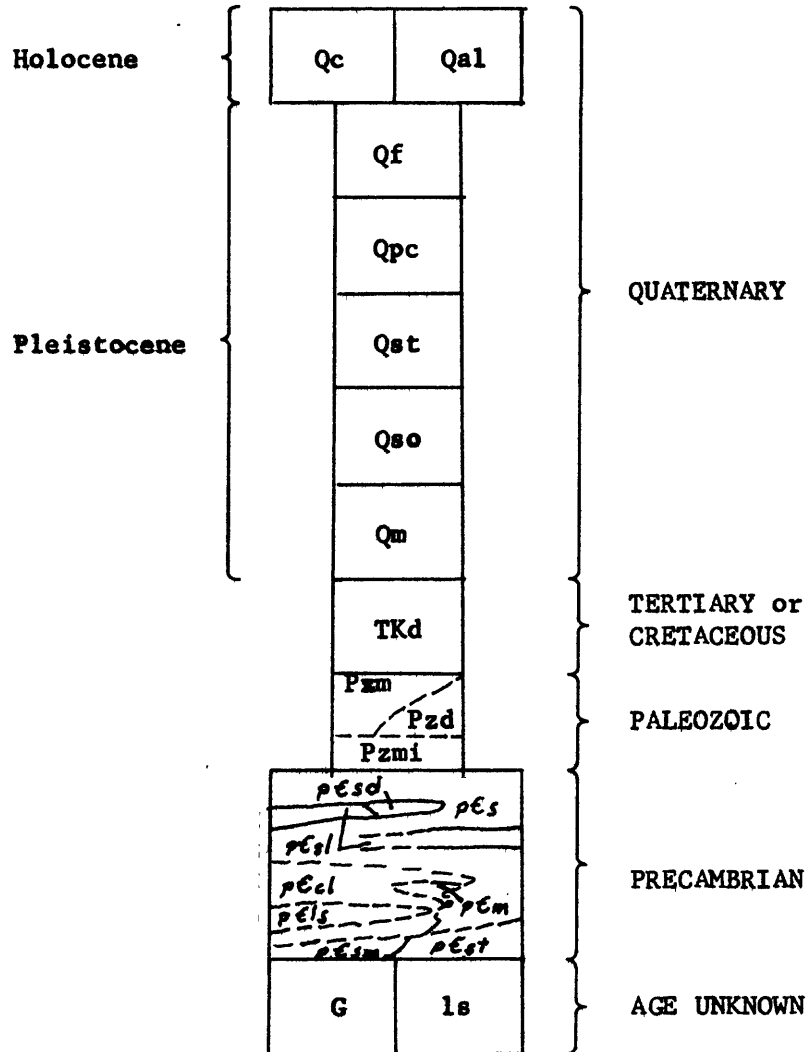 Holocene
Qc
Qal
Qf
Qpc
QUATERNARY
Pleistocene
Qst
Qso
Qm
TKd
TERTIARY or
CRETACEOUS
Pzm
Pzd
PALEOZOIC
Pzmi
p€sd
p€s
p€sl
p€cl
PRECAMBRIAN
p€m
p€ls
p€sm
p€st
G
ls
AGE UNKNOWN